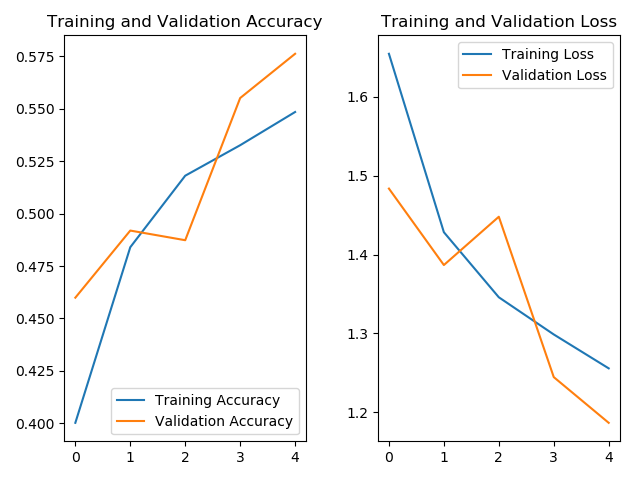 Training and Validation Accuracy
0.575
0.550
0.525
0.500
0.475
0.450
0.425
0.400
Training Accuracy
Validation Accuracy
0 1 2 3 4
Training and Validation Loss
Training Loss
Validation Loss
1.6
1.5
1.4
1.3
1.2
0 1 2 3 4